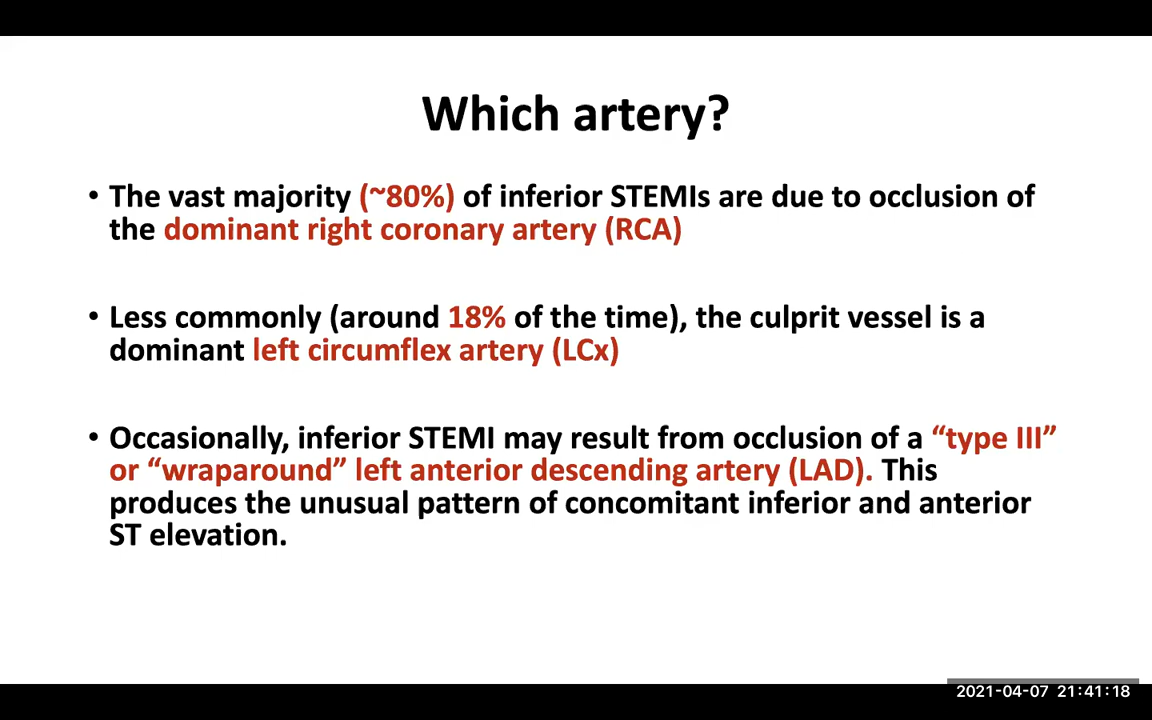 Which artery?
• The vast majority (~80%) of inferior STEMIs are due to occlusion of
the dominant right coronary artery (RCA)
• Less commonly (around 18% of the time), the culprit vessel is a
dominant left circumflex artery (LCx)
• Occasionally, inferior STEMI may result from occlusion of a “type III”
or “wraparound” left anterior descending artery (LAD). This
produces the unusual pattern of concomitant inferior and anterior
ST elevation.
2021-04-07 21:41:18